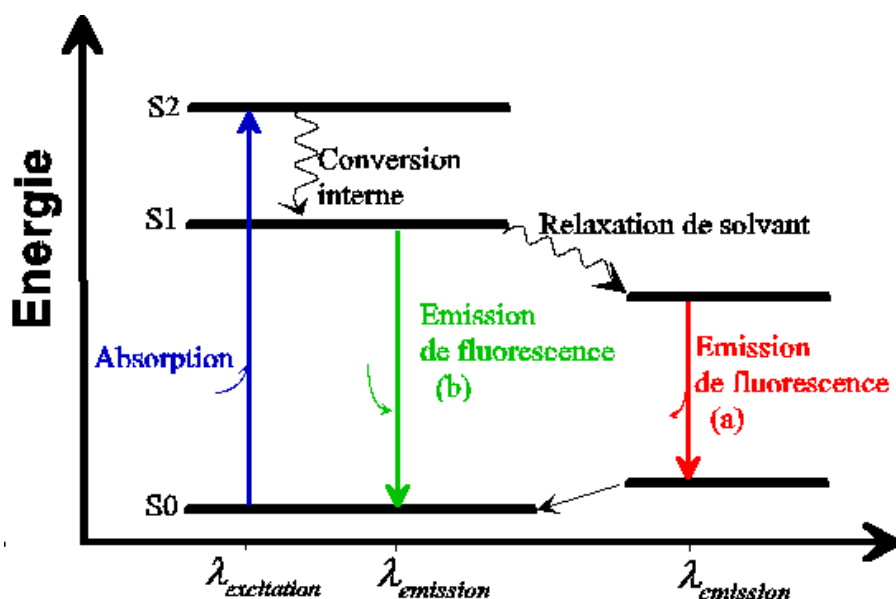 Energie
S2
Conversion
interne
S1
Relaxation de solvant
Absorption
Emission
de fluorescence
(b)
Emission
de fluorescence
(a)
S0
λexcitation
λemission
λemission